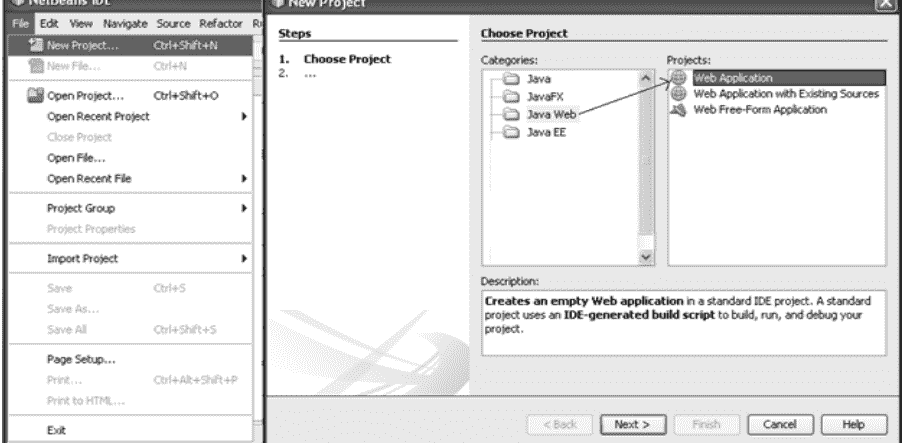 NetBeans IDE
File Edit View Navigate Source Refactor
New Project... Ctrl+Shift+N
New File... Ctrl+N
Open Project... Ctrl+Shift+O
Open Recent Project
Close Project
Open File...
Open Recent File
Project Group
Project Properties
Import Project
Save Ctrl+S
Save As...
Save All Ctrl+Shift+S
Page Setup...
Print... Ctrl+Alt+Shift+P
Print to HTML...
Exit
New Project
Steps
1. Choose Project
2. ...
Choose Project
Categories:
Java
JavaFX
Java Web
Java EE
Projects:
Web Application
Web Application with Existing Sources
Web Free-Form Application
Description:
Creates an empty Web application in a standard IDE project. A standard
project uses an IDE-generated build script to build, run, and debug your
project.
< Back Next > Finish Cancel Help